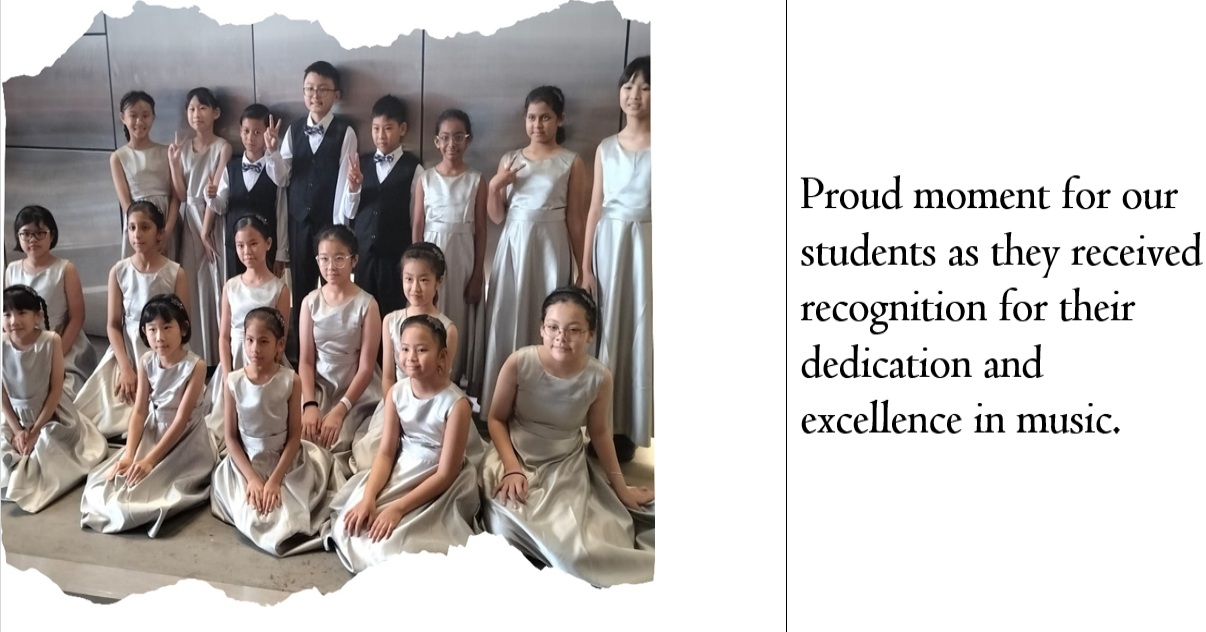 Proud moment for our
students as they received
recognition for their
dedication and
excellence in music.